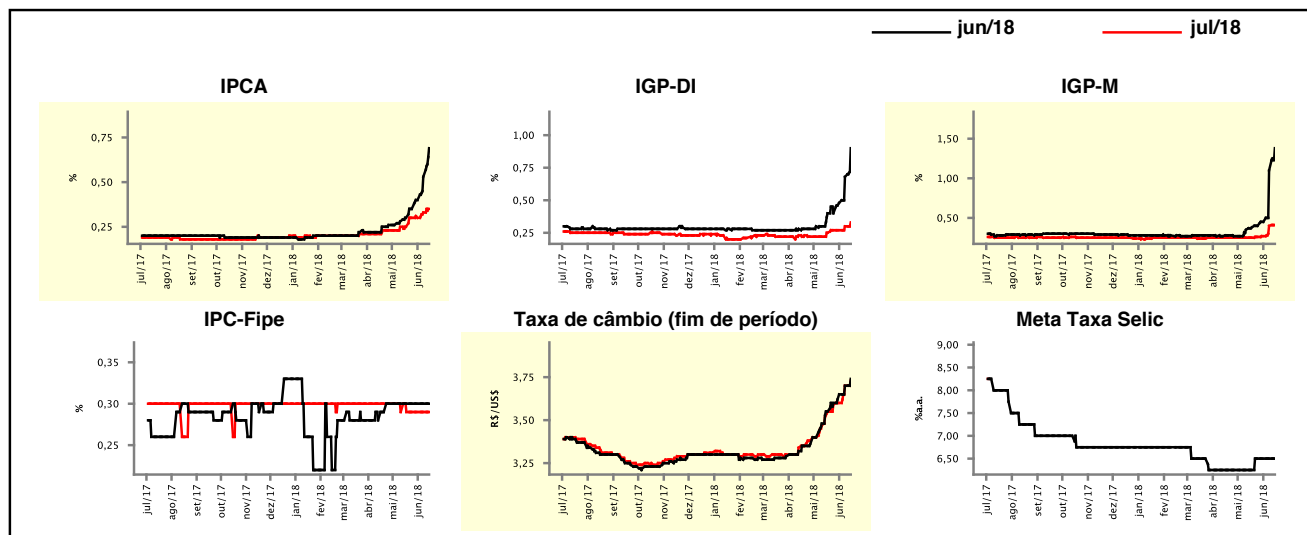 jun/18 jul/18
IPCA
%
0,75
0,50
0,25
jul/17 ago/17 set/17 out/17 nov/17 dez/17 jan/18 fev/18 mar/18 abr/18 mai/18 jun/18
IGP-DI
%
1,00
0,75
0,50
0,25
jul/17 ago/17 set/17 out/17 nov/17 dez/17 jan/18 fev/18 mar/18 abr/18 mai/18 jun/18
IGP-M
%
1,50
1,00
0,50
jul/17 ago/17 set/17 out/17 nov/17 dez/17 jan/18 fev/18 mar/18 abr/18 mai/18 jun/18
IPC-Fipe
%
0,35
0,30
0,25
jul/17 ago/17 set/17 out/17 nov/17 dez/17 jan/18 fev/18 mar/18 abr/18 mai/18 jun/18
Taxa de câmbio (fim de período)
R$/US$
3,75
3,50
3,25
jul/17 ago/17 set/17 out/17 nov/17 dez/17 jan/18 fev/18 mar/18 abr/18 mai/18 jun/18
Meta Taxa Selic
%a.a.
9,00
8,00
7,50
7,00
6,50
jul/17 ago/17 set/17 out/17 nov/17 dez/17 jan/18 fev/18 mar/18 abr/18 mai/18 jun/18